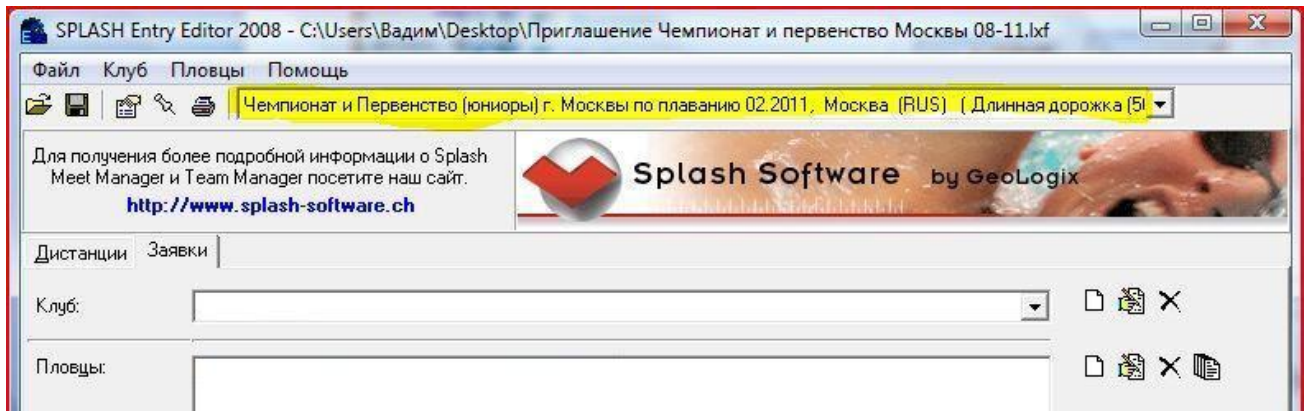 SPLASH Entry Editor 2008 - C:\Users\Вадим\Desktop\Приглашение Чемпионат и первенство Москвы 08-11.lxf
Файл Клуб Пловцы Помощь
Чемпионат и Первенство (юниоры) г. Москвы по плаванию 02.2011, Москва (RUS) ( Длинная дорожка (5
Для получения более подробной информации о Splash
Meet Manager и Team Manager посетите наш сайт.
http://www.splash-software.ch
Splash Software by GeoLogix
Дистанции Заявки
Клуб:
Пловцы: